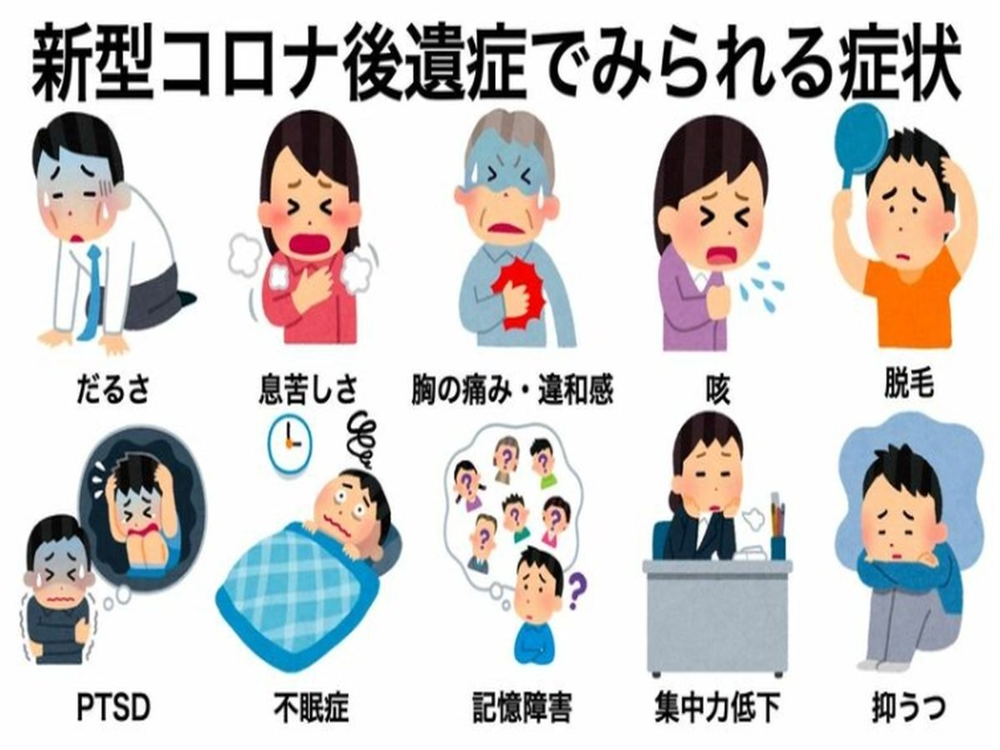 新型コロナ後遺症でみられる症状
だるさ
息苦しさ
胸の痛み・違和感
咳
脱毛
PTSD
不眠症
記憶障害
集中力低下
抑うつ